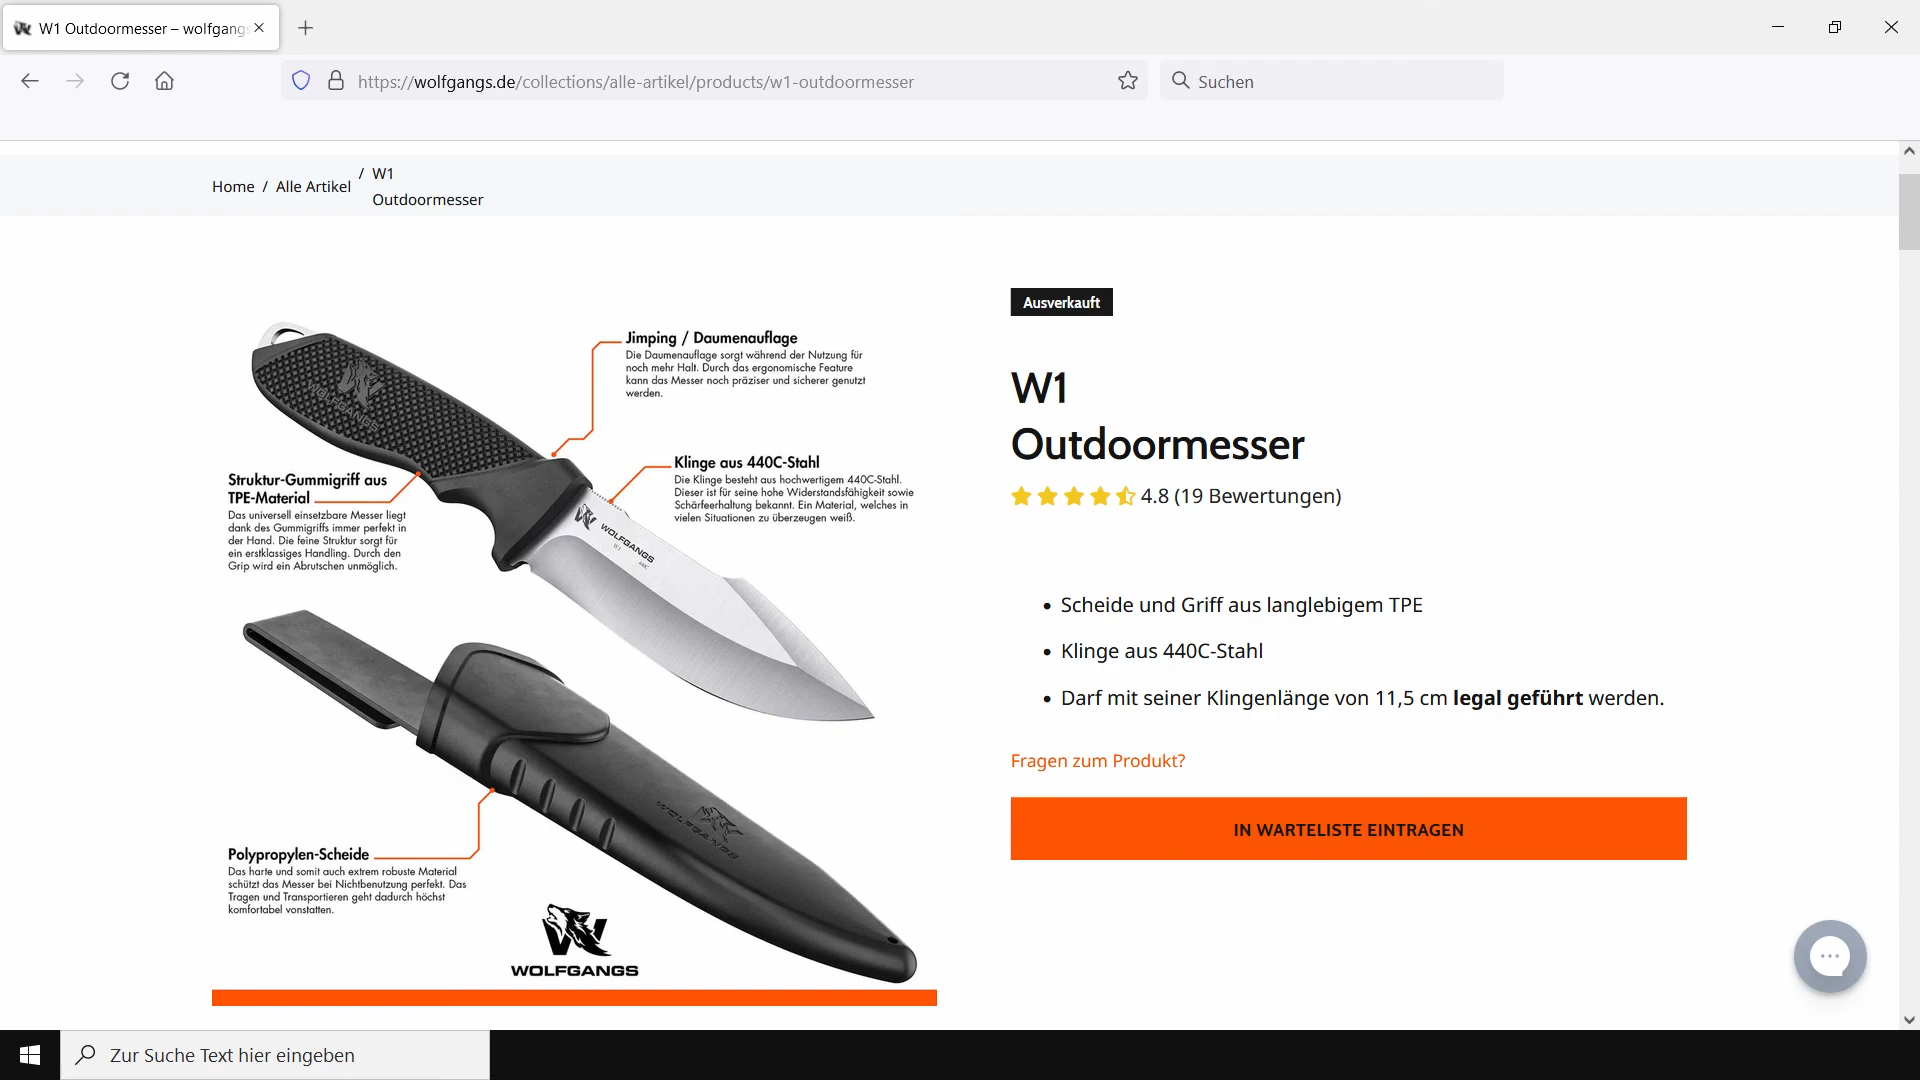 W1 Outdoormesser – wolfgangs
https://wolfgangs.de/collections/alle-artikel/products/w1-outdoormesser
Suchen
Home / Alle Artikel / W1
Outdoormesser
Jimping / Daumenauflage
Die Daumenauflage sorgt während der Nutzung für
noch mehr Halt. Durch das ergonomische Feature
kann das Messer noch präziser und sicherer genutzt
werden.
Klinge aus 440C-Stahl
Die Klinge besteht aus hochwertigem 440C-Stahl.
Dieser ist für seine hohe Widerstandsfähigkeit sowie
Schärfeerhaltung bekannt. Ein Material, welches in
vielen Situationen zu überzeugen weiß.
Struktur-Gummigriff aus
TPE-Material
Das universell einsetzbare Messer liegt
dank des Gummigriffs immer perfekt in
der Hand. Die feine Struktur sorgt für
ein erstklassiges Handling. Durch den
Grip wird ein Abrutschen unmöglich.
WOLFGANGS
WOLFGANGS
W1
440C
Polypropylen-Scheide
Das harte und somit auch extrem robuste Material
schützt das Messer bei Nichtbenutzung perfekt. Das
Tragen und Transportieren geht dadurch höchst
komfortabel vonstatten.
WOLFGANGS
WOLFGANGS
Ausverkauft
W1
Outdoormesser
4.8 (19 Bewertungen)
• Scheide und Griff aus langlebigem TPE
• Klinge aus 440C-Stahl
• Darf mit seiner Klingenlänge von 11,5 cm legal geführt werden.
Fragen zum Produkt?
IN WARTELISTE EINTRAGEN
Zur Suche Text hier eingeben